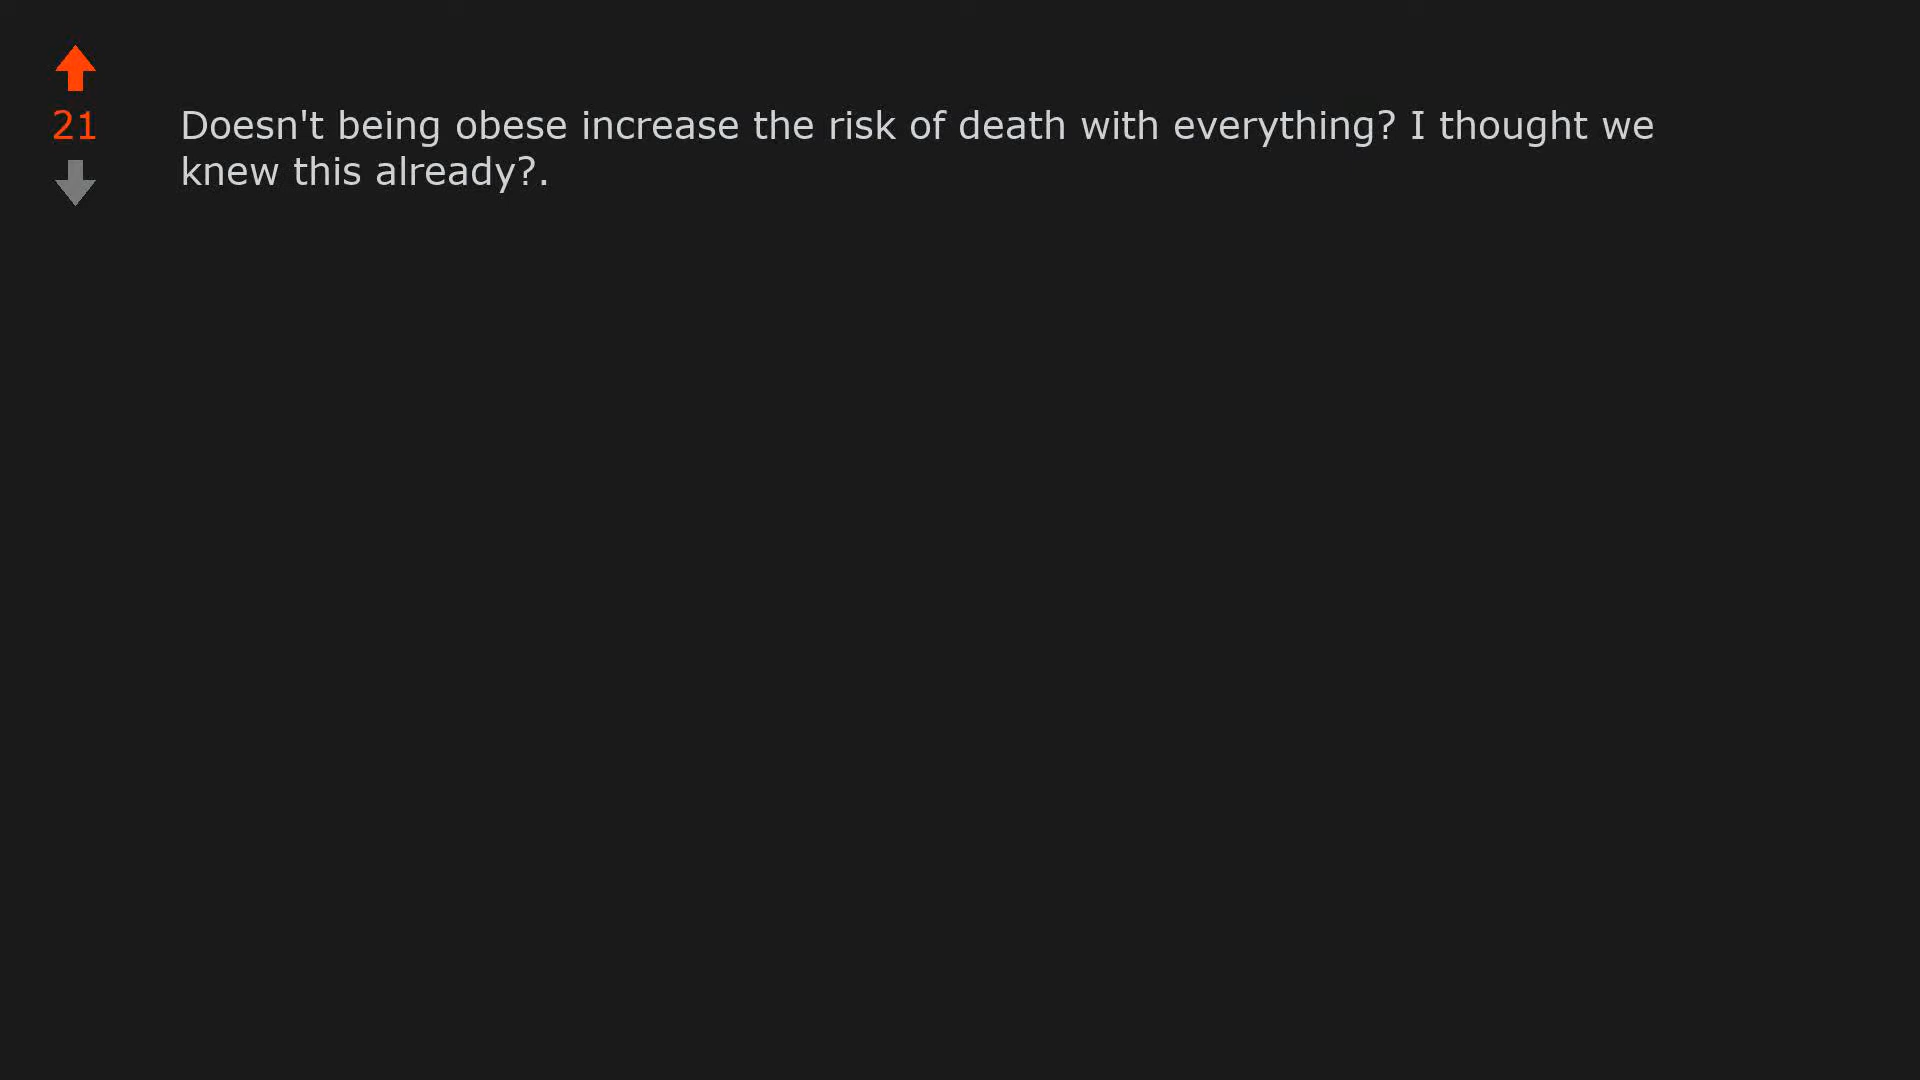 21
Doesn't being obese increase the risk of death with everything? I thought we
knew this already?.